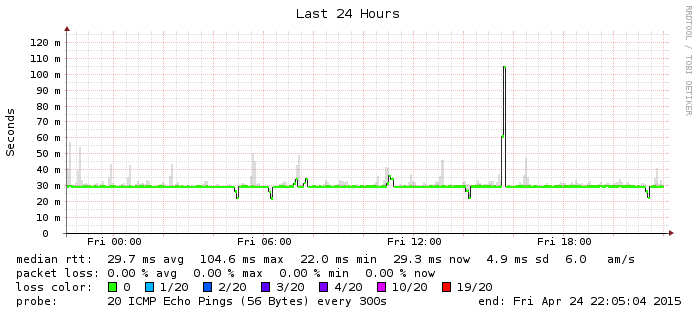 Last 24 Hours
RRDTOOL / TOBI OETIKER
Seconds
120 m
110 m
100 m
90 m
80 m
70 m
60 m
50 m
40 m
30 m
20 m
10 m
0
Fri 00:00 Fri 06:00 Fri 12:00 Fri 18:00
median rtt: 29.7 ms avg 104.6 ms max 22.0 ms min 29.3 ms now 4.9 ms sd 6.0 am/s
packet loss: 0.00 % avg 0.00 % max 0.00 % min 0.00 % now
loss color: 0 1/20 2/20 3/20 4/20 10/20 19/20
probe: 20 ICMP Echo Pings (56 Bytes) every 300s end: Fri Apr 24 22:05:04 2015